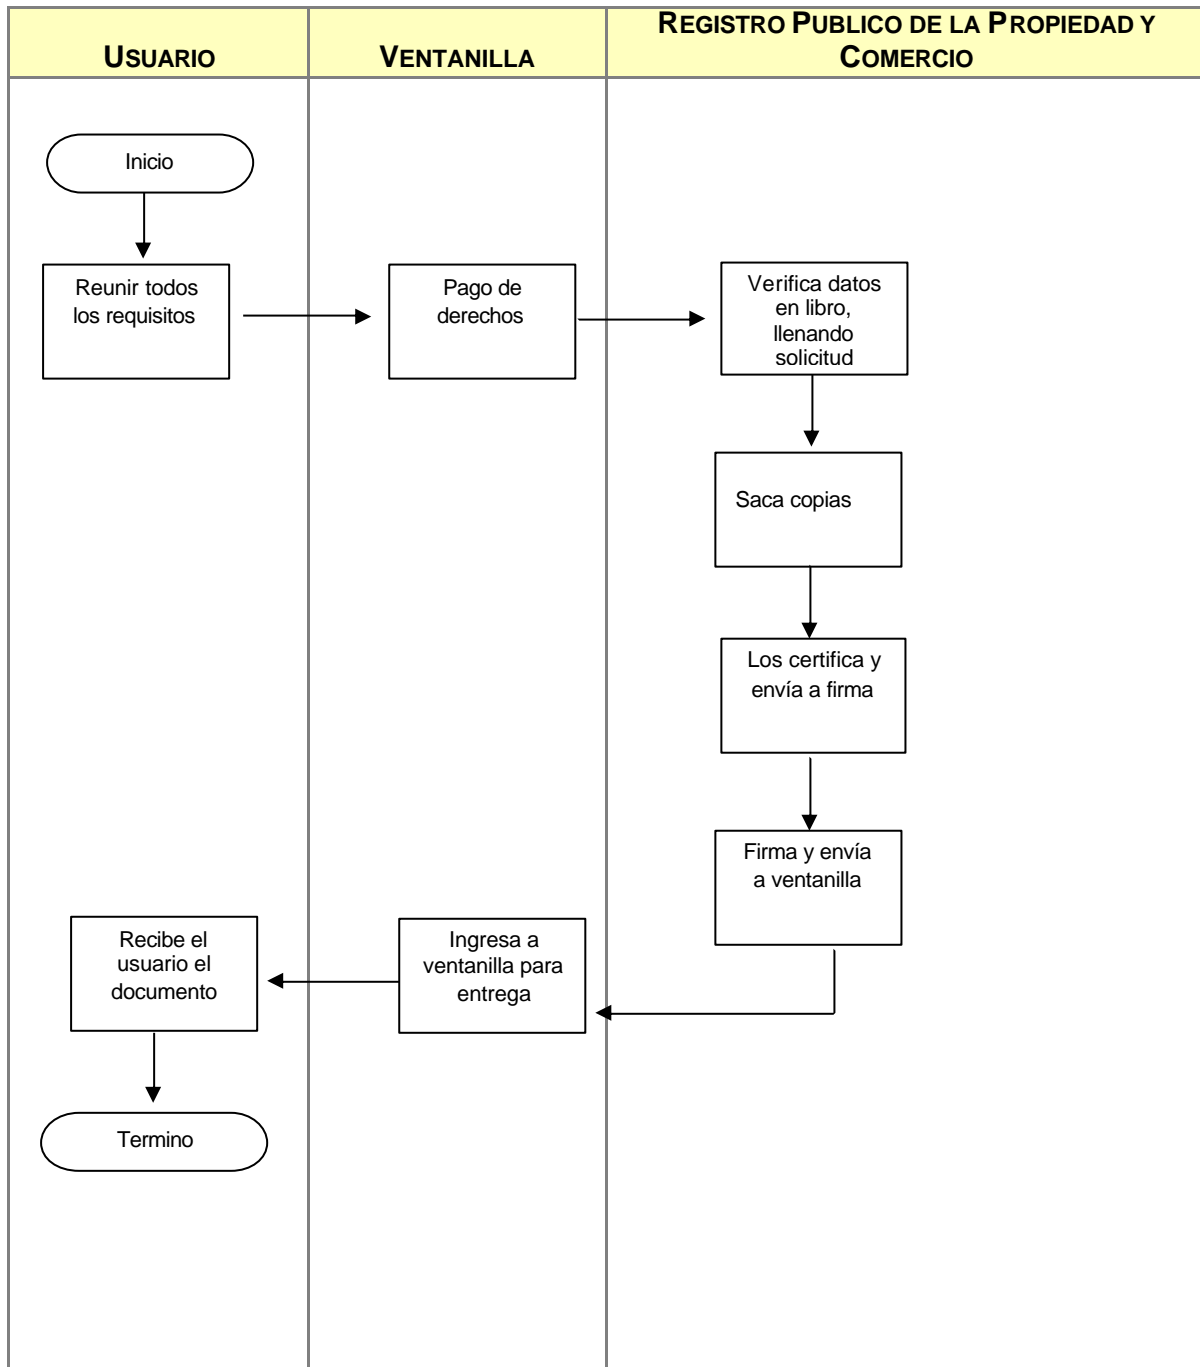 USUARIO
VENTANILLA
REGISTRO PUBLICO DE LA PROPIEDAD Y
COMERCIO
Inicio
Reunir todos
los requisitos
Pago de
derechos
Verifica datos
en libro,
llenando
solicitud
Saca copias
Los certifica y
envía a firma
Firma y envía
a ventanilla
Ingresa a
ventanilla para
entrega
Recibe el
usuario el
documento
Termino